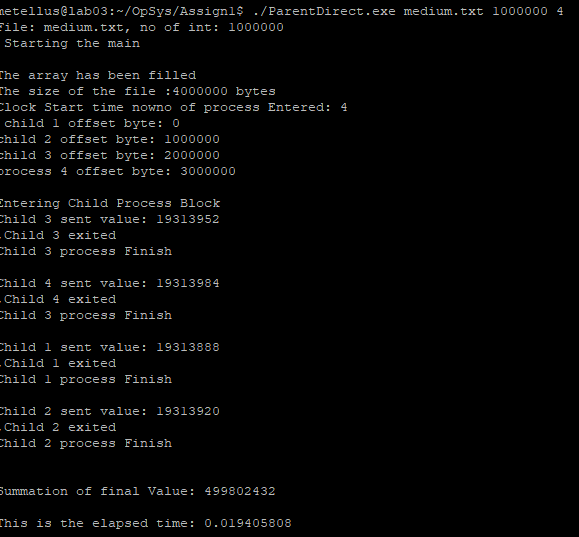 metellus@lab03:~/OpSys/Assign1$ ./ParentDirect.exe medium.txt 1000000 4
File: medium.txt, no of int: 1000000
Starting the main
The array has been filled
The size of the file :4000000 bytes
Clock Start time nowno of process Entered: 4
child 1 offset byte: 0
child 2 offset byte: 1000000
child 3 offset byte: 2000000
process 4 offset byte: 3000000
Entering Child Process Block
Child 3 sent value: 19313952
,Child 3 exited
Child 3 process Finish
Child 4 sent value: 19313984
,Child 4 exited
Child 3 process Finish
Child 1 sent value: 19313888
,Child 1 exited
Child 1 process Finish
Child 2 sent value: 19313920
,Child 2 exited
Child 2 process Finish
Summation of final Value: 499802432
This is the elapsed time: 0.019405808